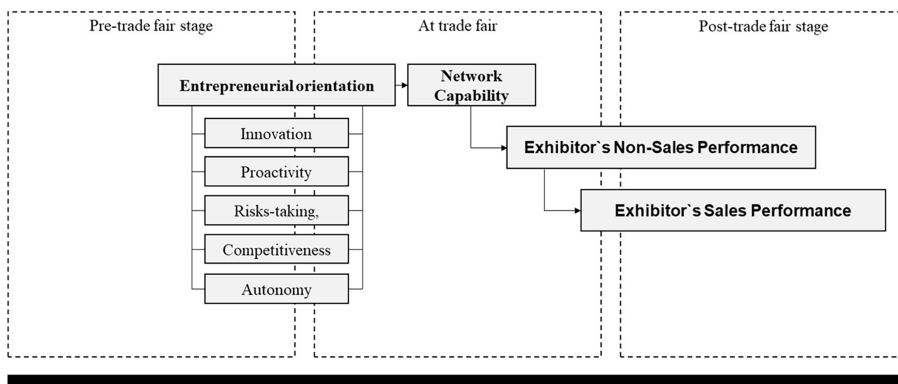 Pre-trade fair stage
At trade fair
Post-trade fair stage
Entrepreneurial orientation
Network
Capability
Innovation
Proactivity
Risks-taking,
Competitiveness
Autonomy
Exhibitor`s Non-Sales Performance
Exhibitor`s Sales Performance